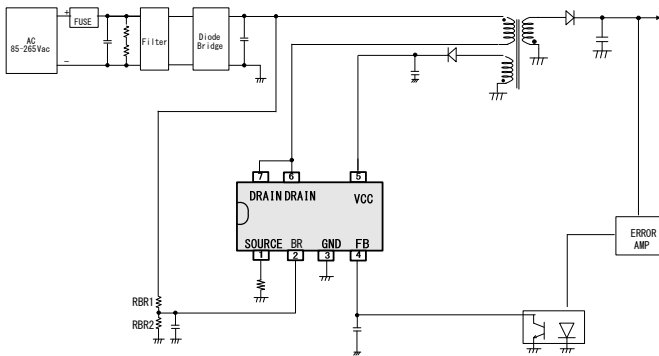 AC
85-265Vac
+
FUSE
-
Filter
Diode
Bridge
7
6
5
DRAIN DRAIN
VCC
SOURCE BR GND FB
1
2
3
4
RBR1
RBR2
ERROR
AMP